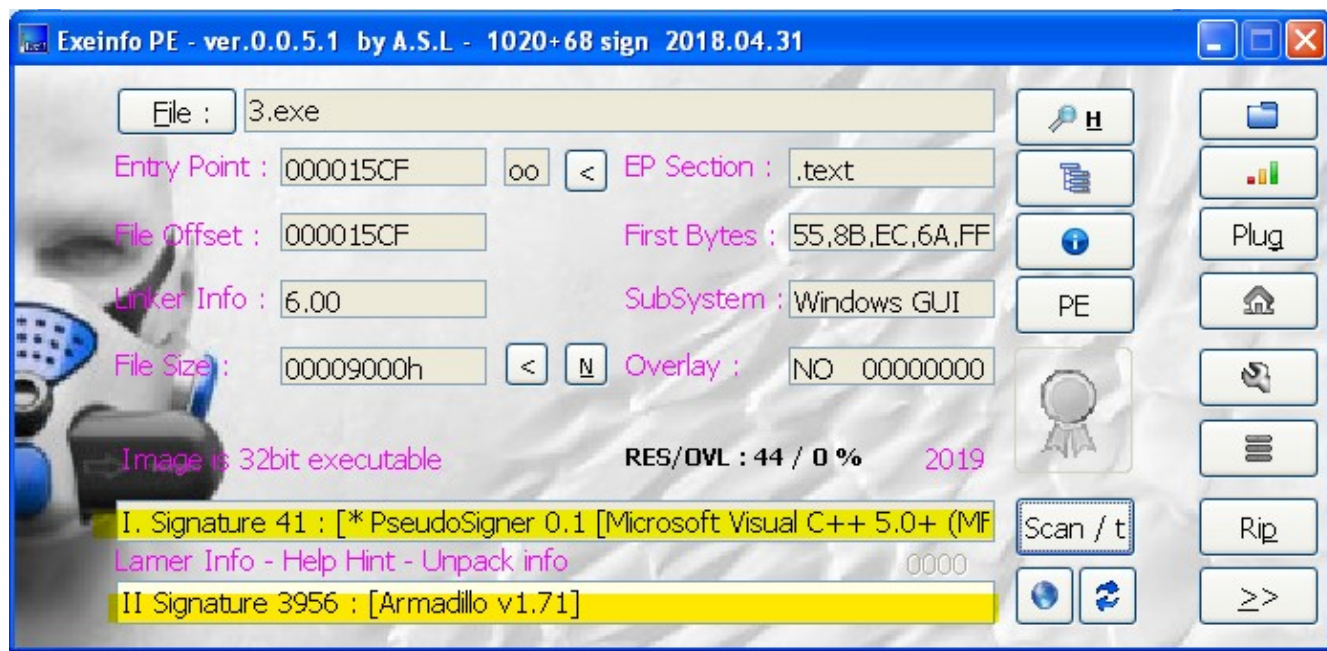 Exeinfo PE - ver.0.0.5.1 by A.S.L - 1020+68 sign 2018.04.31
File : 3.exe H
Entry Point : 000015CF oo < EP Section : .text
File Offset : 000015CF First Bytes : 55,8B,EC,6A,FF Plug
Linker Info : 6.00 SubSystem : Windows GUI PE
File Size : 00009000h < N Overlay : NO 00000000
Image is 32bit executable RES/OVL : 44 / 0 % 2019
I. Signature 41 : [* PseudoSigner 0.1 [Microsoft Visual C++ 5.0+ (MF Scan / t Rip
Lamer Info - Help Hint - Unpack info 0000
II Signature 3956 : [Armadillo v1.71] >>